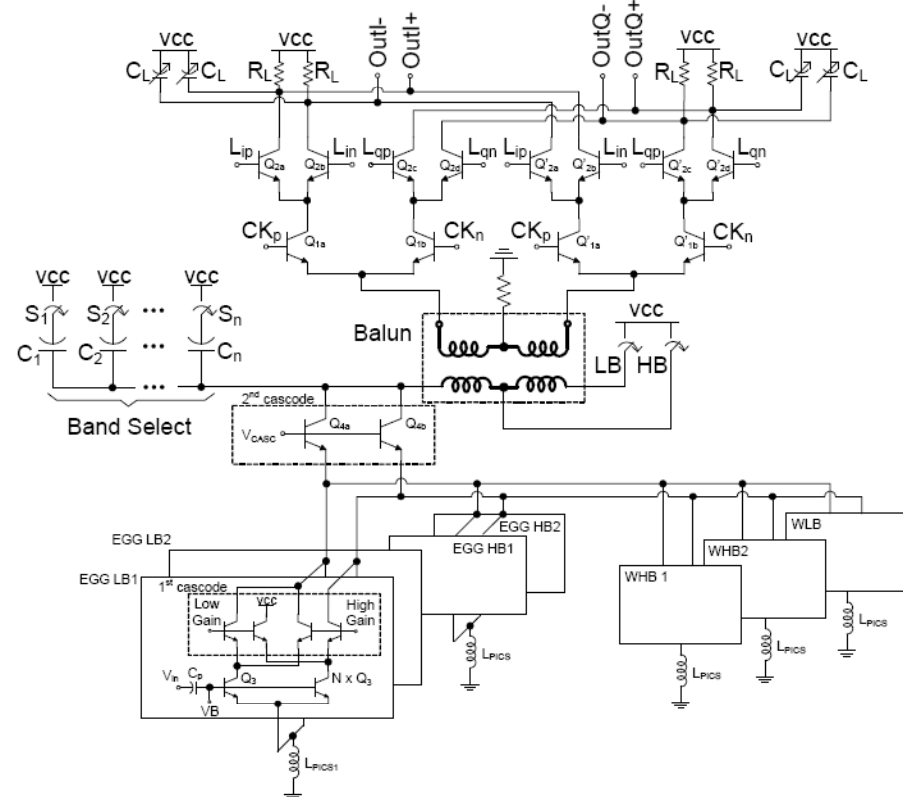 OutI-
OutI+
OutQ-
OutQ+
VCC
VCC
VCC
VCC
CL
CL
RL
RL
RL
RL
CL
CL
Lip
Q2a
Q2b
Lin
Lqp
Q2c
Q2d
Lqn
Lip
Q'2a
Q'2b
Lin
Lqp
Q'2c
Q'2d
Lqn
CKp
Q1a
Q1b
CKn
CKp
Q'1a
Q'1b
CKn
VCC
VCC
VCC
S1
S2
...
Sn
C1
C2
...
Cn
...
Band Select
Balun
VCC
LB
HB
2nd cascode
VCASC
Q4a
Q4b
EGG LB2
EGG LB1
EGG HB2
EGG HB1
WLB
WHB2
WHB 1
1st cascode
Low
Gain
VCC
High
Gain
Vin
Cp
VB
Q3
N x Q3
LPICS
LPICS
LPICS
LPICS
LPICS1